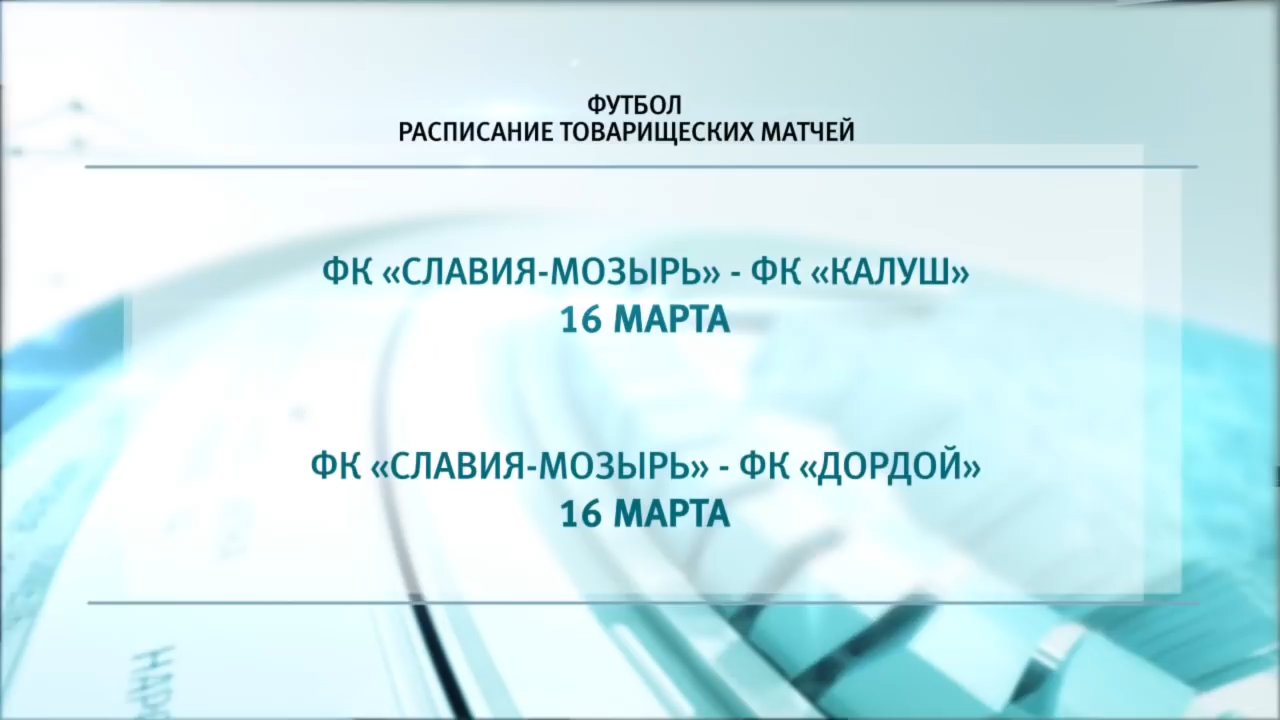 ФУТБОЛ
РАСПИСАНИЕ ТОВАРИЩЕСКИХ МАТЧЕЙ
ФК «СЛАВИЯ-МОЗЫРЬ» - ФК «КАЛУШ»
16 МАРТА
ФК «СЛАВИЯ-МОЗЫРЬ» - ФК «ДОРДОЙ»
16 МАРТА